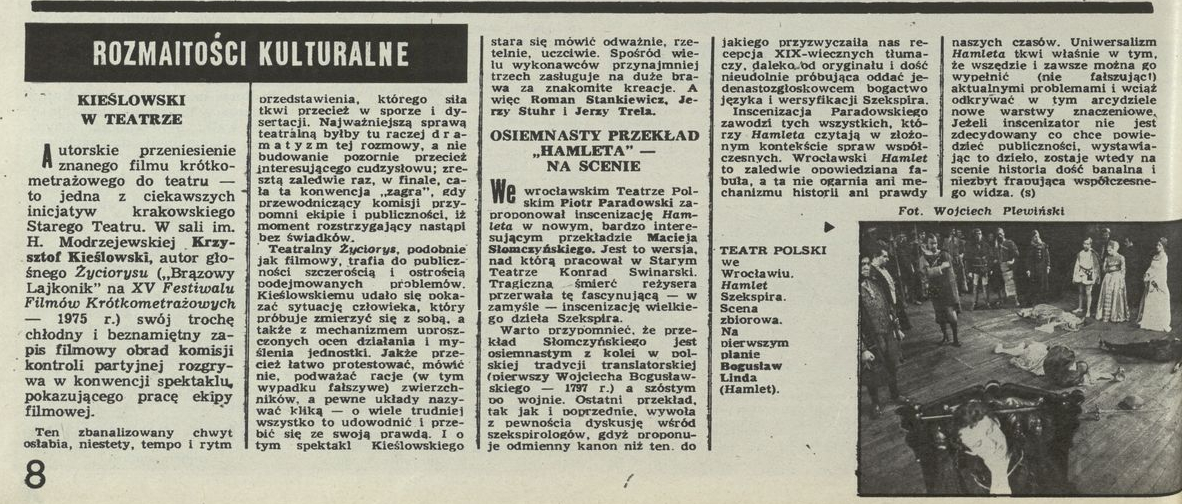 ROZMAITOŚCI KULTURALNE
KIEŚLOWSKI
W TEATRZE
Autorskie przeniesienie
znanego filmu krótko-
metrażowego do teatru —
to jedna z ciekawszych
inicjatyw krakowskiego
Starego Teatru. W sali im.
H. Modrzejewskiej Krzy-
sztof Kieślowski, autor gło-
śnego Życiorysu („Brązowy
Lajkonik” na XV Festiwalu
Filmów Krótkometrażowych
— 1975 r.) swój trochę
chłodny i beznamiętny za-
pis filmowy obrad komisji
kontroli partyjnej rozgry-
wa w konwencji spektaklu,
pokazującego pracę ekipy
filmowej.
Ten zbanalizowany chwyt
osłabia, niestety, tempo i rytm
przedstawienia, którego siła
tkwi przecież w sporze i dy-
sertacji. Najważniejszą sprawą
teatralną byłby tu raczej dra-
matyzm tej rozmowy, a nie
budowanie pozornie przecież
interesującego cudzysłowu; zre-
sztą zaledwie raz, w finale, ca-
ła ta konwencja „zagra”, gdy
przewodniczący komisji przy-
pomni ekipie i publiczności, iż
moment rozstrzygający nastąpi
bez świadków.
Teatralny Życiorys, podobnie
jak filmowy, trafia do publicz-
ności szczerością i ostrością
podejmowanych problemów.
Kieślowskiemu udało się poka-
zać sytuację człowieka, który
próbuje zmierzyć się z sobą, a
także z mechanizmem uprosz-
czonych ocen działania i my-
ślenia jednostki. Jakże prze-
cież łatwo protestować, mówić
nie, podważać racje (w tym
wypadku fałszywe) zwierzch-
ników, a pewne układy nazy-
wać kliką — o wiele trudniej
wszystko to udowodnić i prze-
bić się ze swoją prawdą. I o
tym spektakl Kieślowskiego
stara się mówić odważnie, rze-
telnie, uczciwie. Spośród wie-
lu wykonawców przynajmniej
trzech zasługuje na duże bra-
wa za znakomite kreacje. A
więc Roman Stankiewicz, Je-
rzy Stuhr i Jerzy Trela.
OSIEMNASTY PRZEKŁAD
„HAMLETA” —
NA SCENIE
We wrocławskim Teatrze Pol-
skim Piotr Paradowski za-
proponował inscenizację Ham-
leta w nowym, bardzo intere-
sującym przekładzie Macieja
Słomczyńskiego. Jest to wersja,
nad którą pracował w Starym
Teatrze Konrad Swinarski.
Tragiczna śmierć reżysera
przerwała tę fascynującą — w
zamyśle — inscenizację wielkie-
go dzieła Szekspira.
Warto przypomnieć, że prze-
kład Słomczyńskiego jest
osiemnastym z kolei w pol-
skiej tradycji translatorskiej
(pierwszy Wojciecha Bogusław-
skiego — 1797 r.) a szóstym
po wojnie. Ostatni przekład,
tak jak i poprzednie, wywoła
z pewnością dyskusję wśród
szekspirologów, gdyż proponu-
je odmienny kanon niż ten, do
jakiego przyzwyczaiła nas re-
cepcja XIX-wiecznych tłuma-
czy, daleko od oryginału i dość
nieudolnie próbująca oddać je-
denastozgłoskowcem bogactwo
języka i wersyfikacji Szekspira.
Inscenizacja Paradowskiego
zawodzi tych wszystkich, któ-
rzy Hamleta czytają w złożo-
nym kontekście spraw współ-
czesnych. Wrocławski Hamlet
to zaledwie opowiedziana fa-
buła, a ta nie ogarnia ani me-
chanizmu historii ani prawdy
naszych czasów. Uniwersalizm
Hamleta tkwi właśnie w tym,
że wszędzie i zawsze można go
wypełnić (nie fałszując!)
aktualnymi problemami i wciąż
odkrywać w tym arcydziele
nowe warstwy znaczeniowe.
Jeżeli inscenizator nie jest
zdecydowany co chce powie-
dzieć publiczności, wystawia-
jąc to dzieło, zostaje wtedy na
scenie historia dość banalna i
niezbyt frapująca współczesne-
go widza. (s)
Fot. Wojciech Plewiński
TEATR POLSKI
we
Wrocławiu.
Hamlet
Szekspira.
Scena
zbiorowa.
Na
pierwszym
planie
Bogusław
Linda
(Hamlet).
8